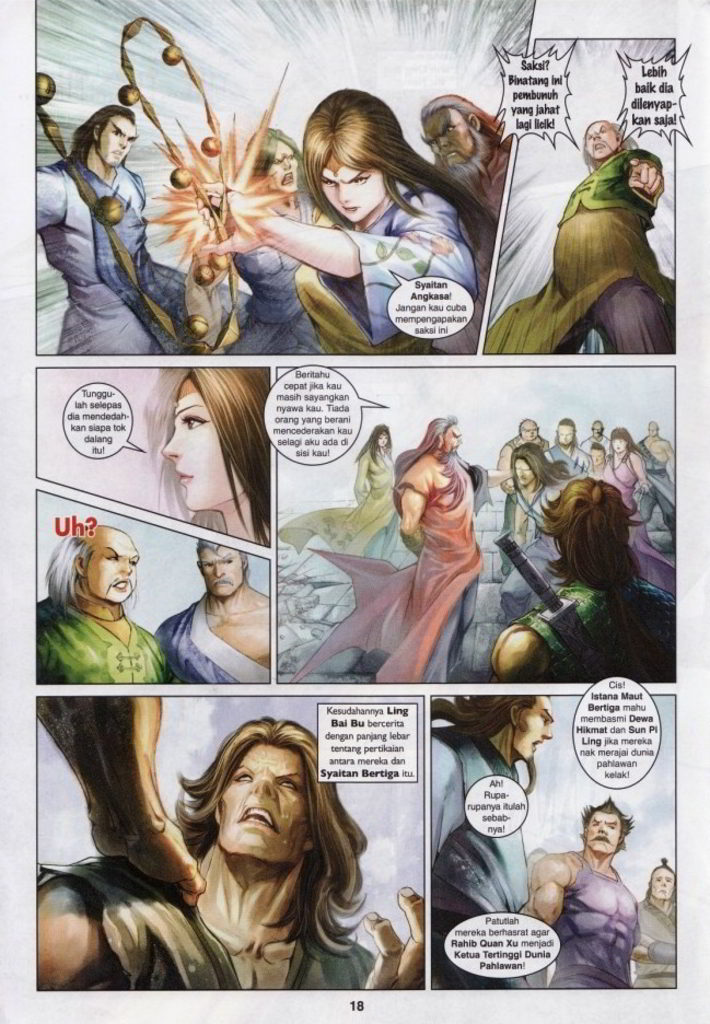 Saksi?
Binatang ini
pembunuh
yang jahat
lagi licik!
Lebih
baik dia
dilenyap-
kan saja!
Syaitan
Angkasa!
Jangan kau cuba
mempengapakan
saksi ini
Tunggu-
lah selepas
dia mendedah-
kan siapa tok
dalang
itu!
Beritahu
cepat jika kau
masih sayangkan
nyawa kau. Tiada
orang yang dapat
mencederakan kau
selagi aku ada di
sisi kau!
Uh?
Kesudahannya Ling
Bai Bu bercerita
dengan panjang lebar
tentang pertikaian
antara mereka dan
Syaitan Bertiga itu.
Cis!
Istana Maut
Bertiga mahu
membasmi Dewa
Hikmat dan Sun Pi
Ling jika mereka
nak merajai dunia
pahlawan
kelak!
Ah!
Rupa-
rupanya itulah
sebab-
nya!
Patutlah
mereka berhasrat agar
Rahib Quan Xu menjadi
Ketua Tertinggi Dunia
Pahlawan!
18